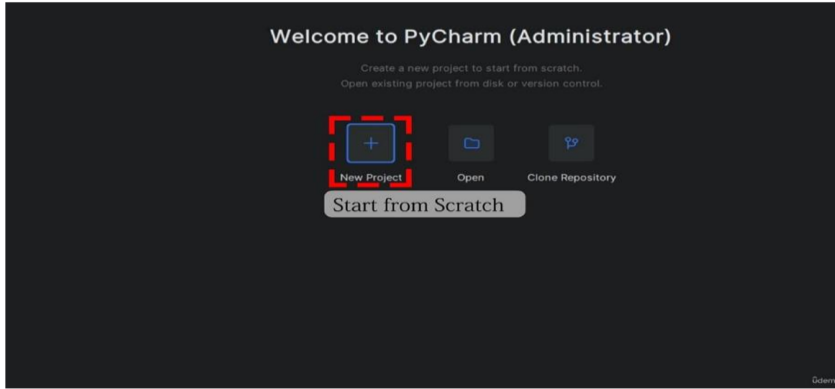 Welcome to PyCharm (Administrator)
Create a new project to start from scratch.
Open existing project from disk or version control.
New Project
Open
Clone Repository
Start from Scratch